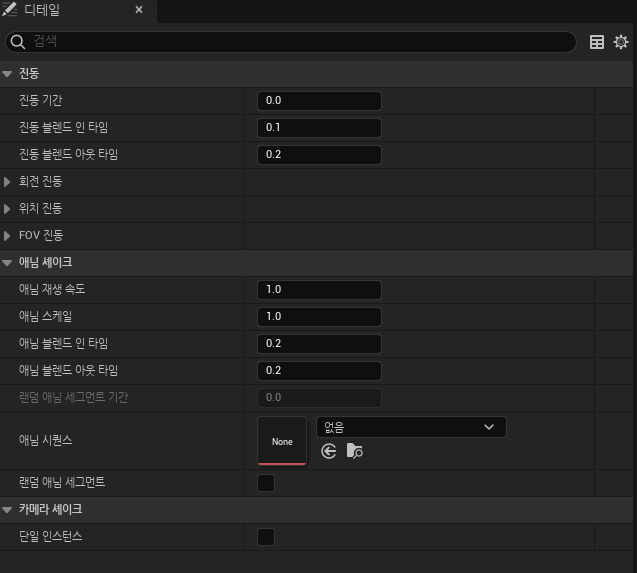 디테일
검색
진동
진동 기간 0.0
진동 블렌드 인 타임 0.1
진동 블렌드 아웃 타임 0.2
회전 진동
위치 진동
FOV 진동
애님 셰이크
애님 재생 속도 1.0
애님 스케일 1.0
애님 블렌드 인 타임 0.2
애님 블렌드 아웃 타임 0.2
랜덤 애님 세그먼트 기간 0.0
애님 시퀀스 None 없음
랜덤 애님 세그먼트
카메라 셰이크
단일 인스턴스